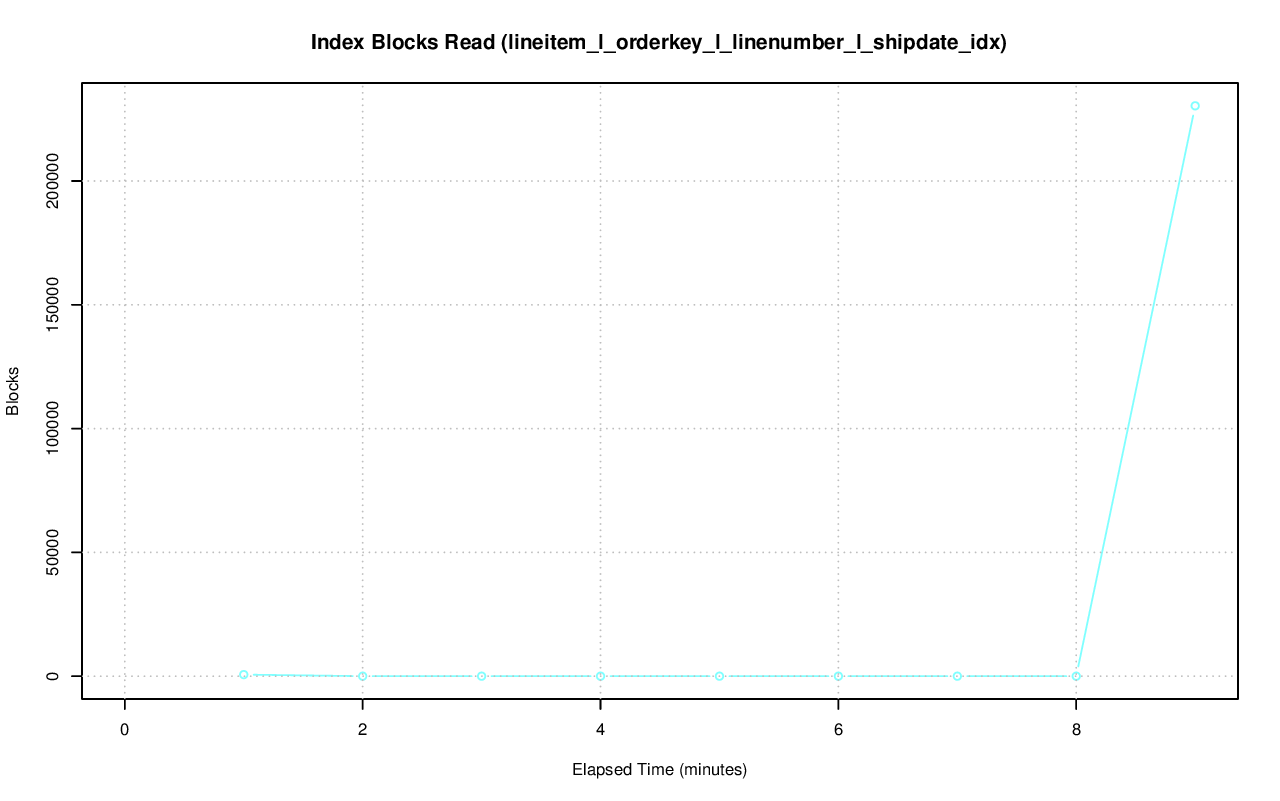 Index Blocks Read (lineitem_l_orderkey_l_linenumber_l_shipdate_idx)
Blocks
200000
150000
100000
50000
0
0 2 4 6 8
Elapsed Time (minutes)